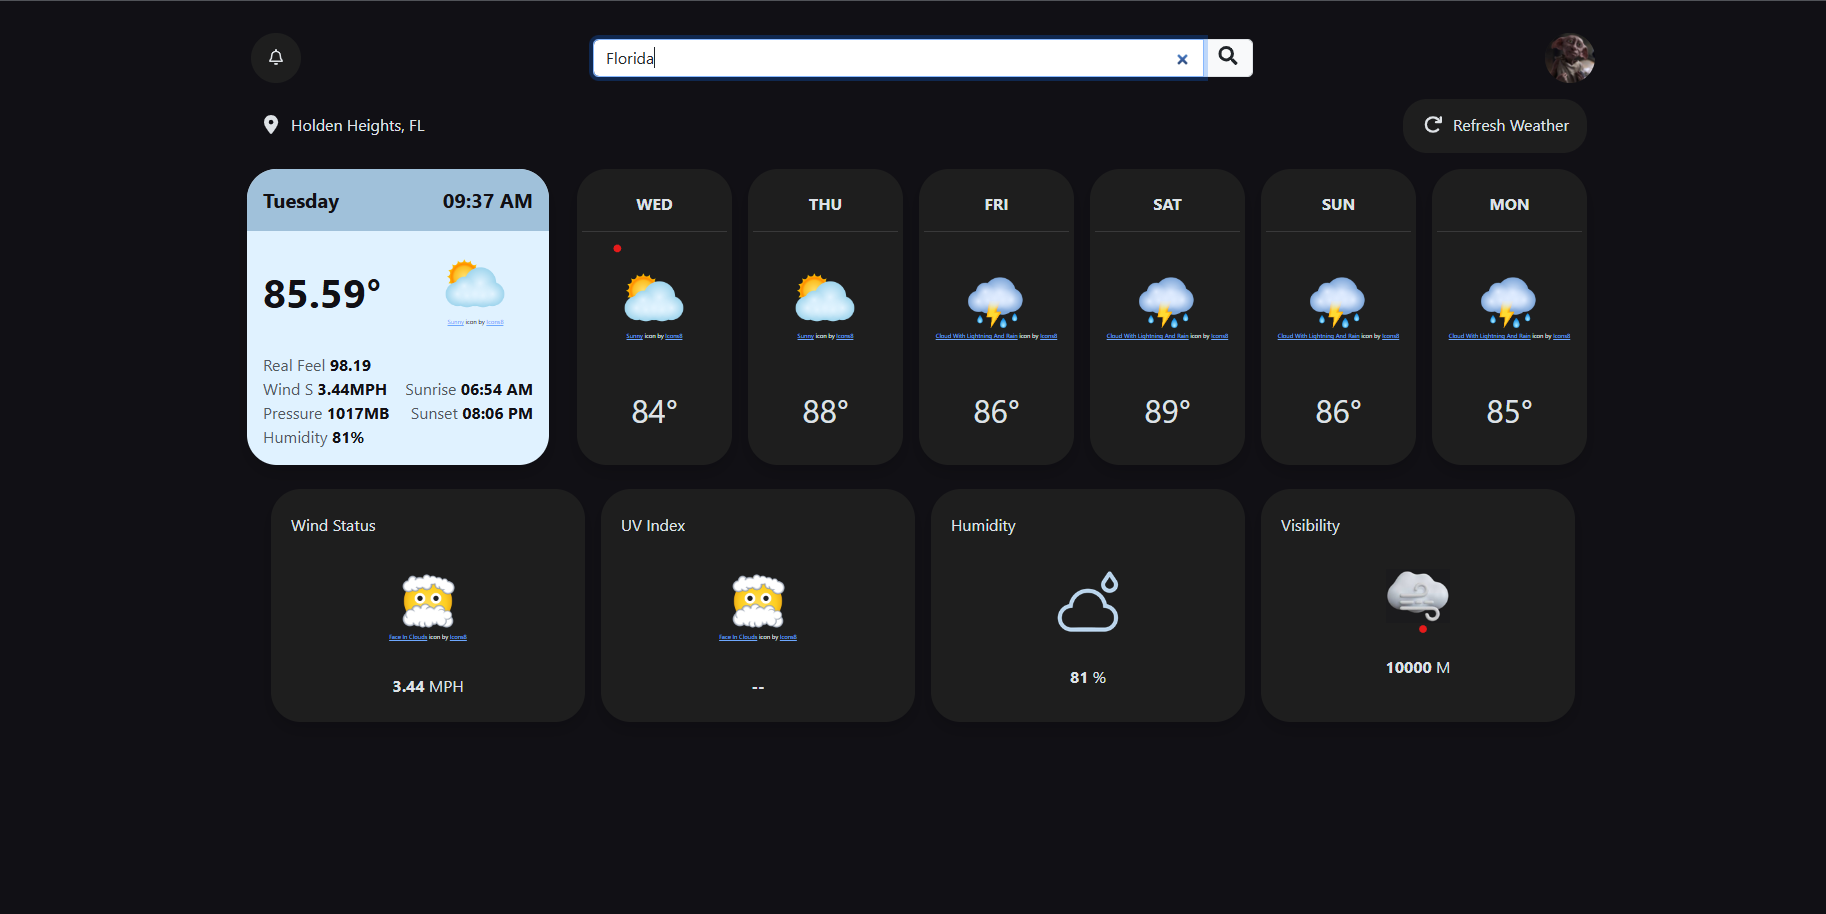 Florida
Holden Heights, FL
Refresh Weather
Tuesday 09:37 AM
85.59°
Sunny icon by Icons8
Real Feel 98.19
Wind S 3.44MPH Sunrise 06:54 AM
Pressure 1017MB Sunset 08:06 PM
Humidity 81%
WED
Sunny icon by Icons8
84°
THU
Sunny icon by Icons8
88°
FRI
Cloud With Lightning And Rain icon by Icons8
86°
SAT
Cloud With Lightning And Rain icon by Icons8
89°
SUN
Cloud With Lightning And Rain icon by Icons8
86°
MON
Cloud With Lightning And Rain icon by Icons8
85°
Wind Status
Face In Clouds icon by Icons8
3.44 MPH
UV Index
Face In Clouds icon by Icons8
--
Humidity
81 %
Visibility
10000 M